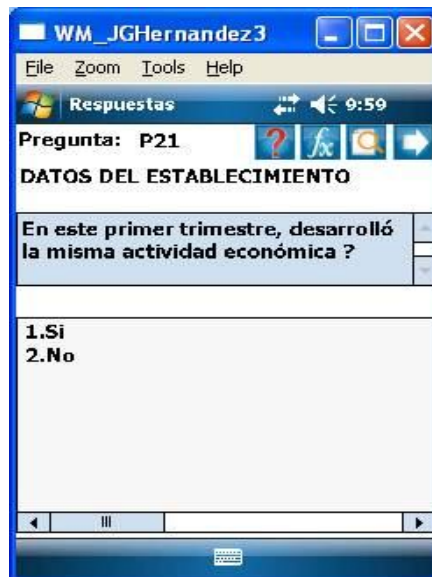 WM_JGHernandez3
File Zoom Tools Help
Respuestas 9:59
Pregunta: P21
? fx
DATOS DEL ESTABLECIMIENTO
En este primer trimestre, desarrolló
la misma actividad económica ?
1.Si
2.No